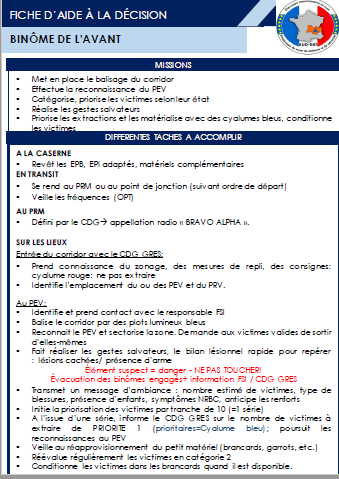 FICHE D'AIDE À LA DÉCISION
BINÔME DE L'AVANT
SUD-EST
MISSIONS
▪ Met en place le balisage du corridor
▪ Effectue la reconnaissance du PEV
▪ Catégorise, priorise les victimes selon leur état
▪ Réalise les gestes salvateurs
▪ Priorise les extractions et les matérialise avec des cyalumes bleus, conditionne
les victimes
DIFFERENTES TACHES A ACCOMPLIR
A LA CASERNE
▪ Revêt les EPB, EPI adaptés, matériels complémentaires
EN TRANSIT
▪ Se rend au PRM ou au point de jonction (suivant ordre de départ)
▪ Veille les fréquences (OPT)
AU PRM
▪ Défini par le CDG→ appellation radio « BRAVO ALPHA ».
SUR LES LIEUX
Entrée du corridor avec le CDG GRES:
▪ Prend connaissance du zonage, des mesures de repli, des consignes:
cyalume rouge: ne pas extraire
▪ Identifie l'emplacement du ou des PEV et du PRV.
Au PEV:
▪ Identifie et prend contact avec le responsable FSI
▪ Balise le corridor par des plots lumineux bleus
▪ Reconnait le PEV et sectorise la zone. Demande aux victimes valides de sortir
d'elles-mêmes
▪ Fait réaliser les gestes salvateurs, le bilan lésionnel rapide pour repérer
: lésions cachées/ présence d'arme
Élément suspect = danger - NE PAS TOUCHER!
Évacuation des binômes engagés+ information FSI / CDG GRES
▪ Transmet un message d'ambiance : nombre estimé de victimes, type de
blessures, présence d'enfants, symptômes NRBC, anticipe les renforts
▪ Initie la priorisation des victimes par tranche de 10 (=1 série)
▪ A l'issue d'une série, informe le CDG GRES sur le nombre de victimes à
extraire de PRIORITE 1 (prioritaires=Cyalume bleu); poursuit les
reconnaissances au PEV
▪ Veille au réapprovisionnement du petit matériel (brancards, garrots, etc.)
▪ Réévalue régulièrement les victimes en catégorie 2
▪ Conditionne les victimes dans les brancards quand il est disponible.